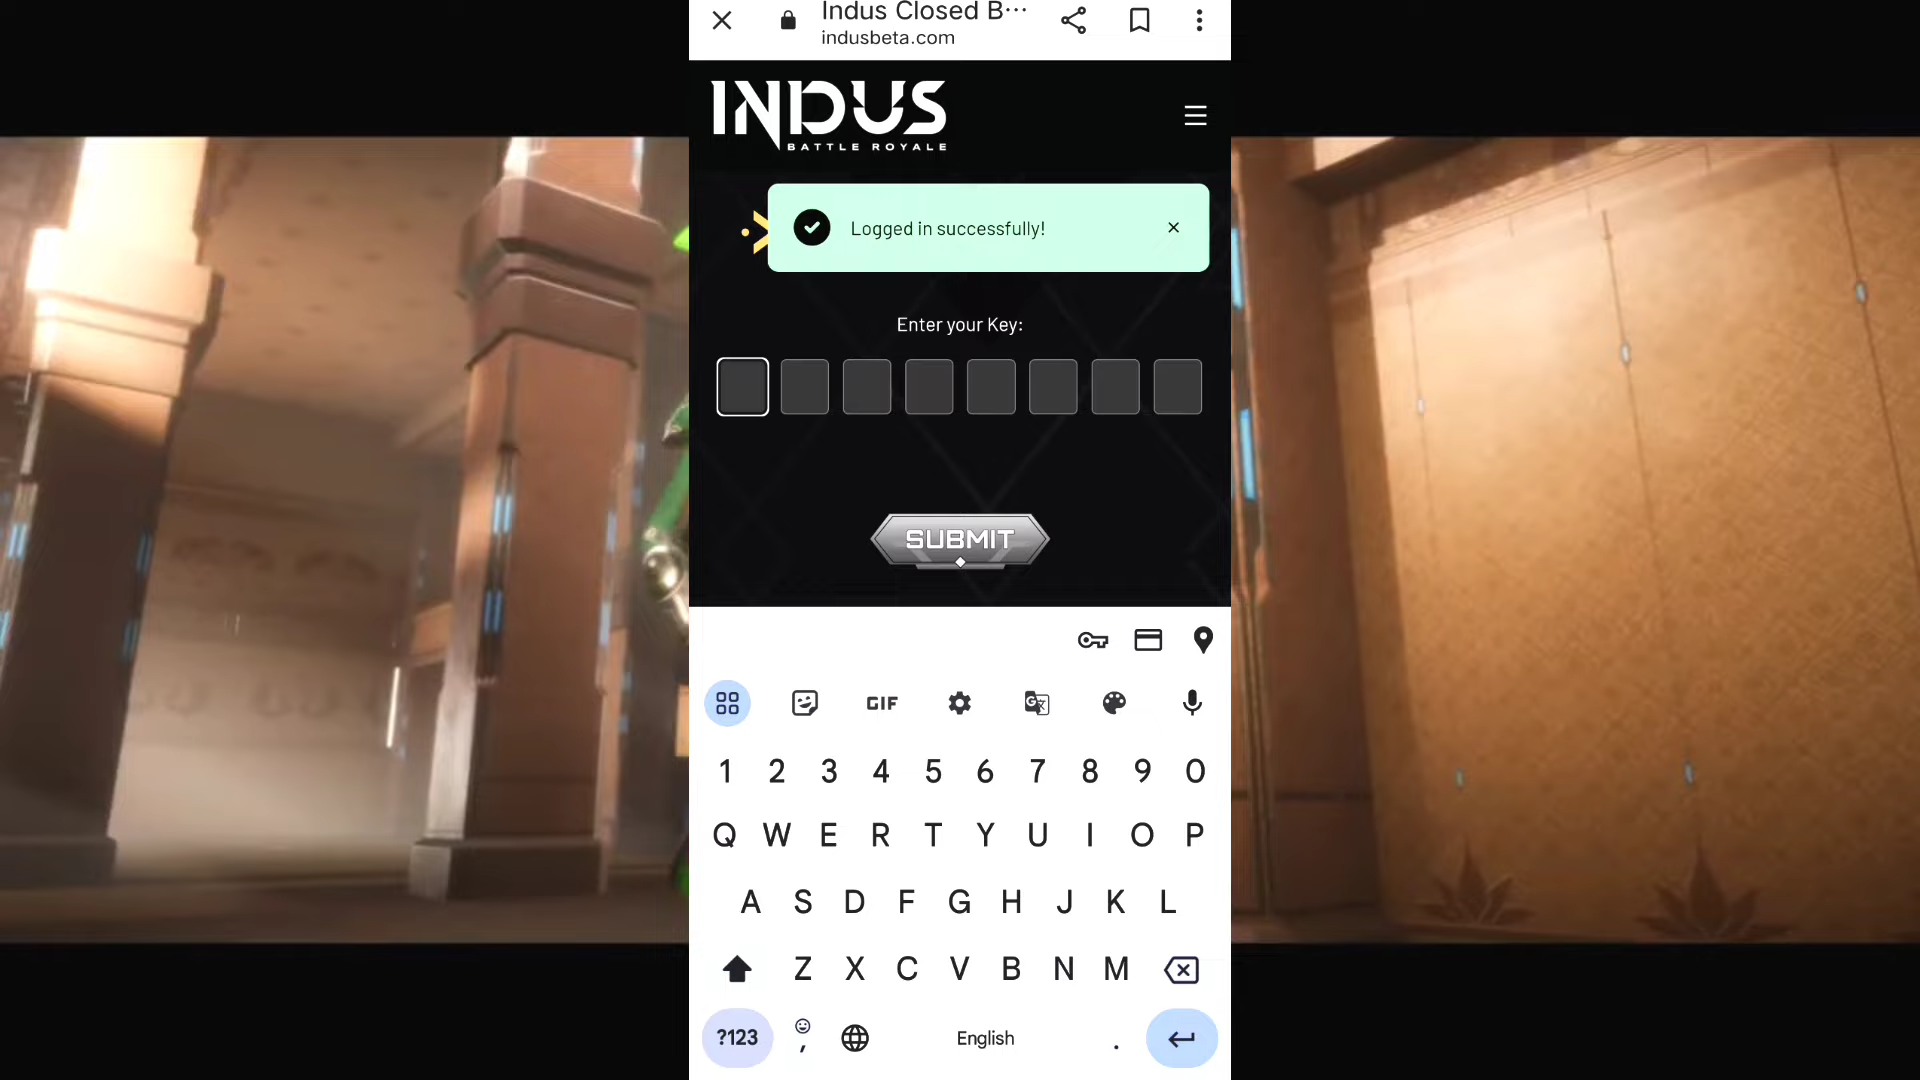 Indus Closed B...
indusbeta.com
INDUS
BATTLE ROYALE
Logged in successfully!
Enter your Key:
SUBMIT
GIF
1 2 3 4 5 6 7 8 9 0
Q W E R T Y U I O P
A S D F G H J K L
Z X C V B N M
?123 , English .